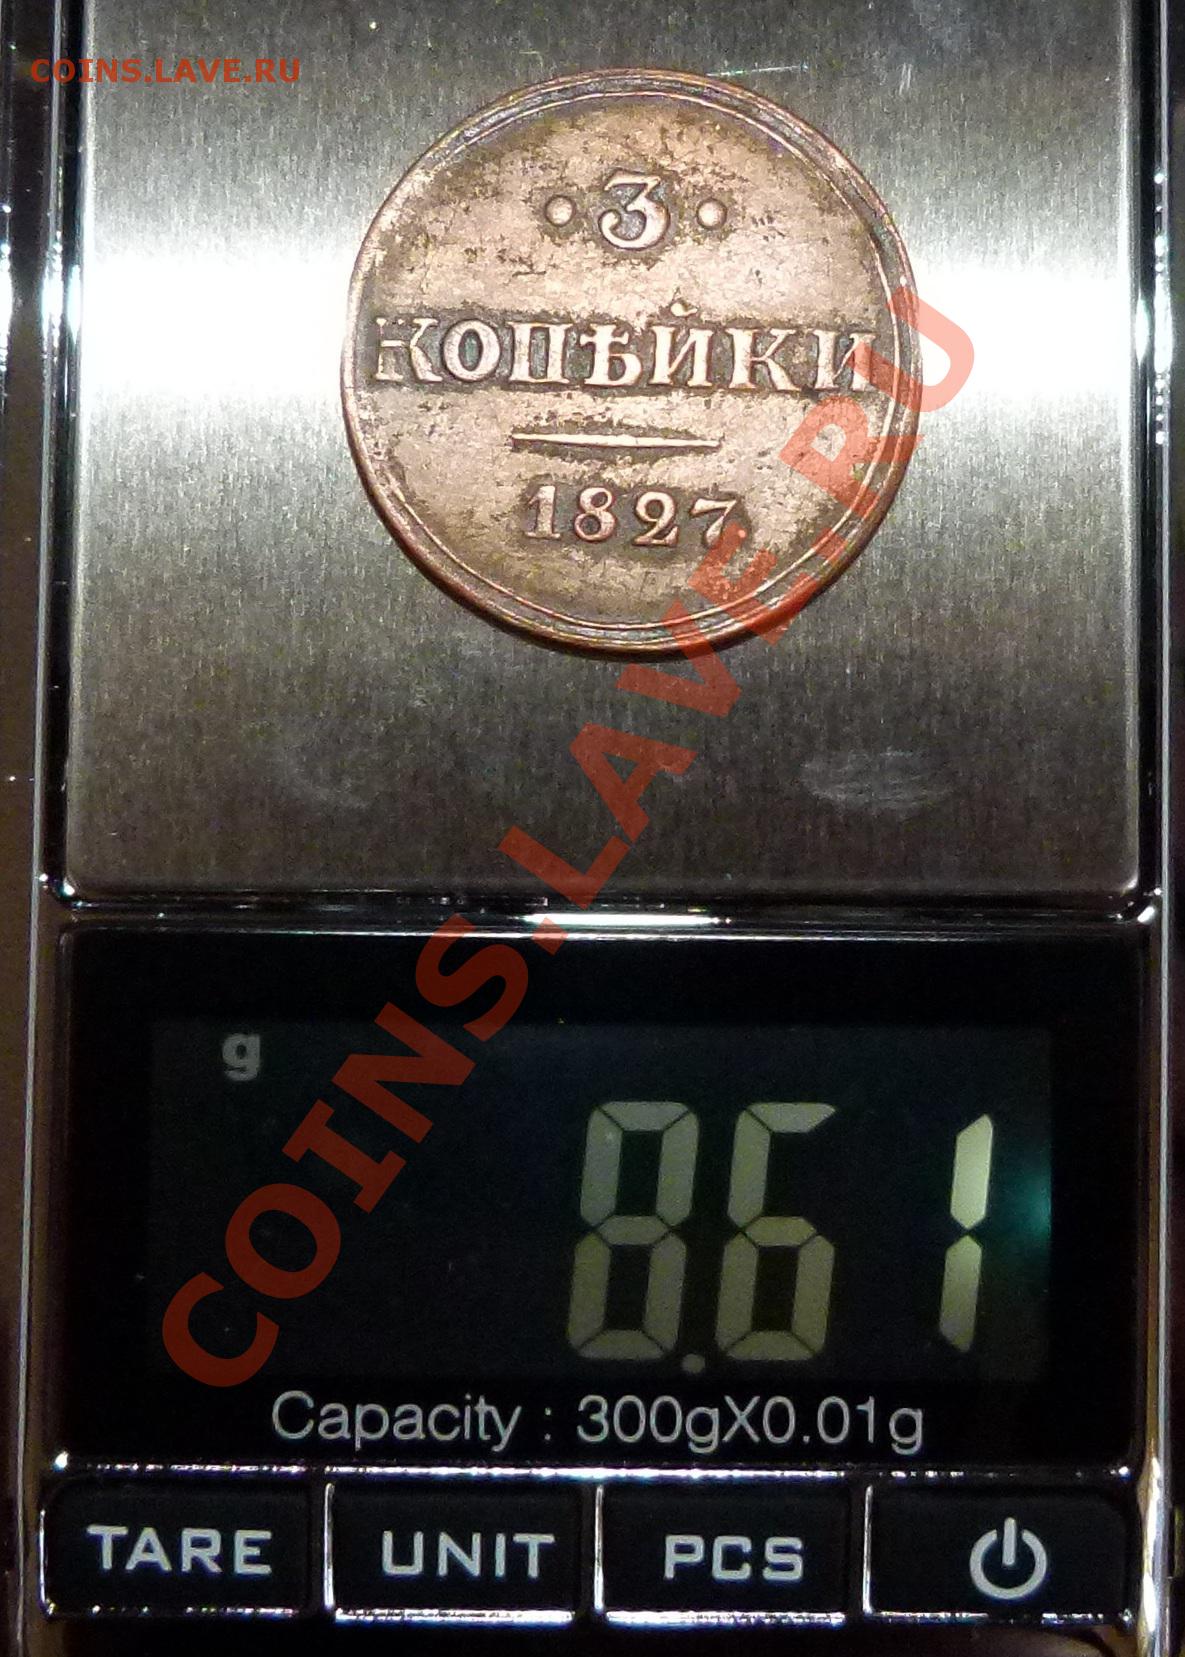 COINS.LAVE.RU
· 3 ·
КОПѢЙКИ
1827
COINS.LAVE.RU
g
8.61
Capacity : 300gX0.01g
TARE UNIT PCS